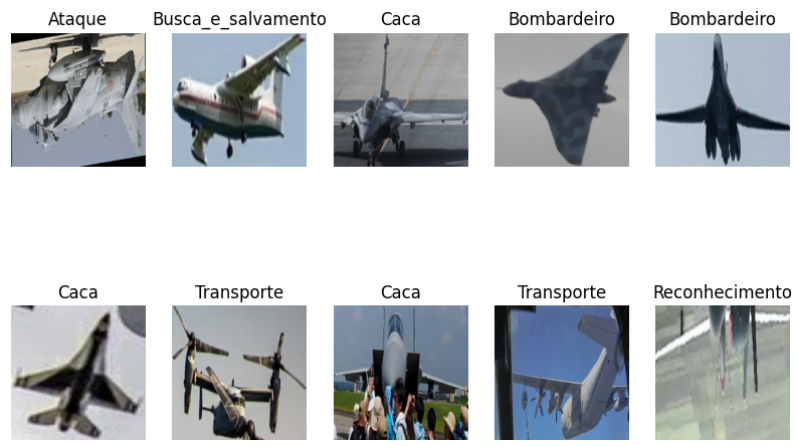 Ataque
Busca_e_salvamento
Caca
Bombardeiro
Bombardeiro
Caca
Transporte
Caca
Transporte
Reconhecimento